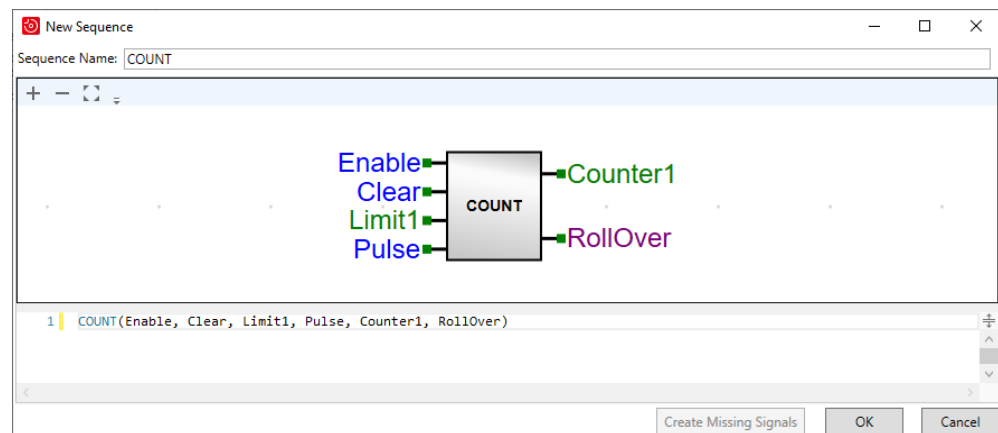 New Sequence
Sequence Name: COUNT
Enable
Clear
Limit1
Pulse
COUNT
Counter1
RollOver
1 COUNT(Enable, Clear, Limit1, Pulse, Counter1, RollOver)
Create Missing Signals OK Cancel